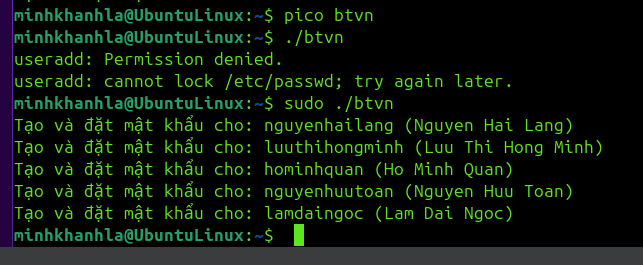 minhkhanhla@UbuntuLinux:~$ pico btvn
minhkhanhla@UbuntuLinux:~$ ./btvn
useradd: Permission denied.
useradd: cannot lock /etc/passwd; try again later.
minhkhanhla@UbuntuLinux:~$ sudo ./btvn
Tạo và đặt mật khẩu cho: nguyenhailang (Nguyen Hai Lang)
Tạo và đặt mật khẩu cho: luuthihongminh (Luu Thi Hong Minh)
Tạo và đặt mật khẩu cho: hominhquan (Ho Minh Quan)
Tạo và đặt mật khẩu cho: nguyenhuutoan (Nguyen Huu Toan)
Tạo và đặt mật khẩu cho: lamdaingoc (Lam Dai Ngoc)
minhkhanhla@UbuntuLinux:~$